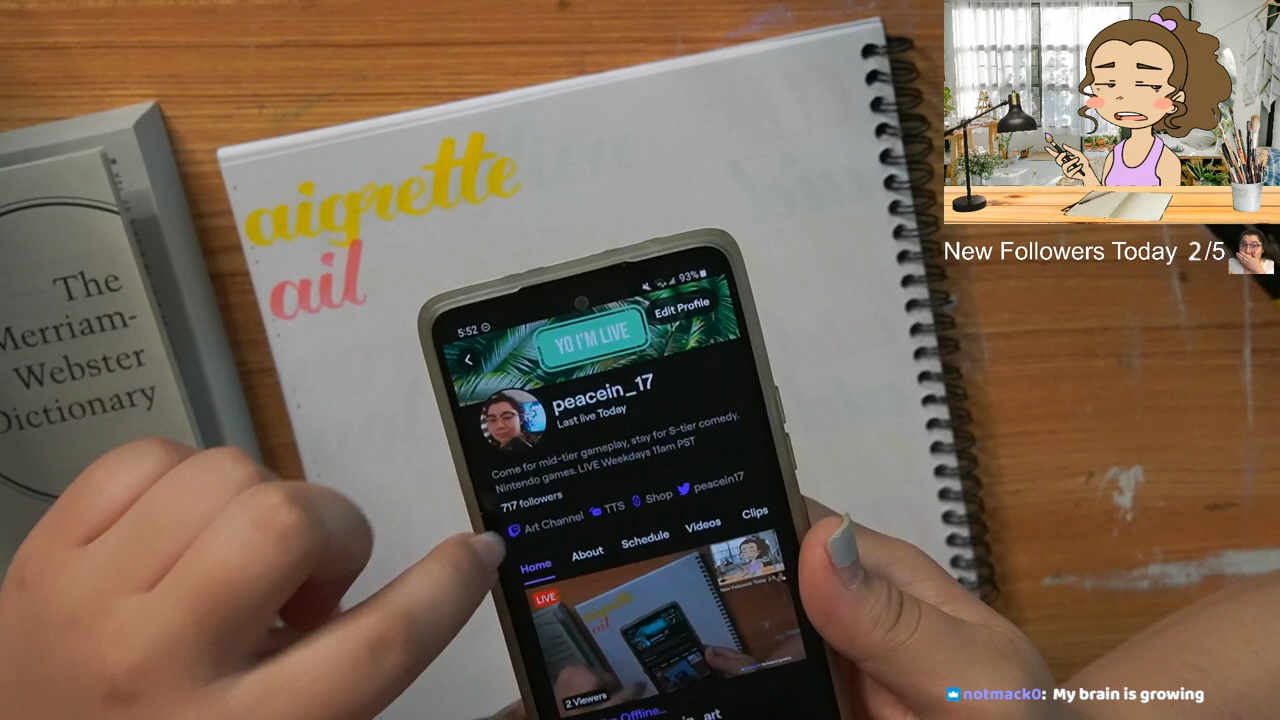 aigrette
ail
The
Merriam-
Webster
Dictionary
5:52
93%
YO I'M LIVE
Edit Profile
peacein_17
Last live Today
Come for mid-tier gameplay, stay for S-tier comedy.
Nintendo games. LIVE Weekdays 11am PST
717 followers
Art Channel TTS Shop peacein17
Home About Schedule Videos Clips
LIVE
2 Viewers
Offline...
_art
New Followers Today 2/5
notmack0: My brain is growing